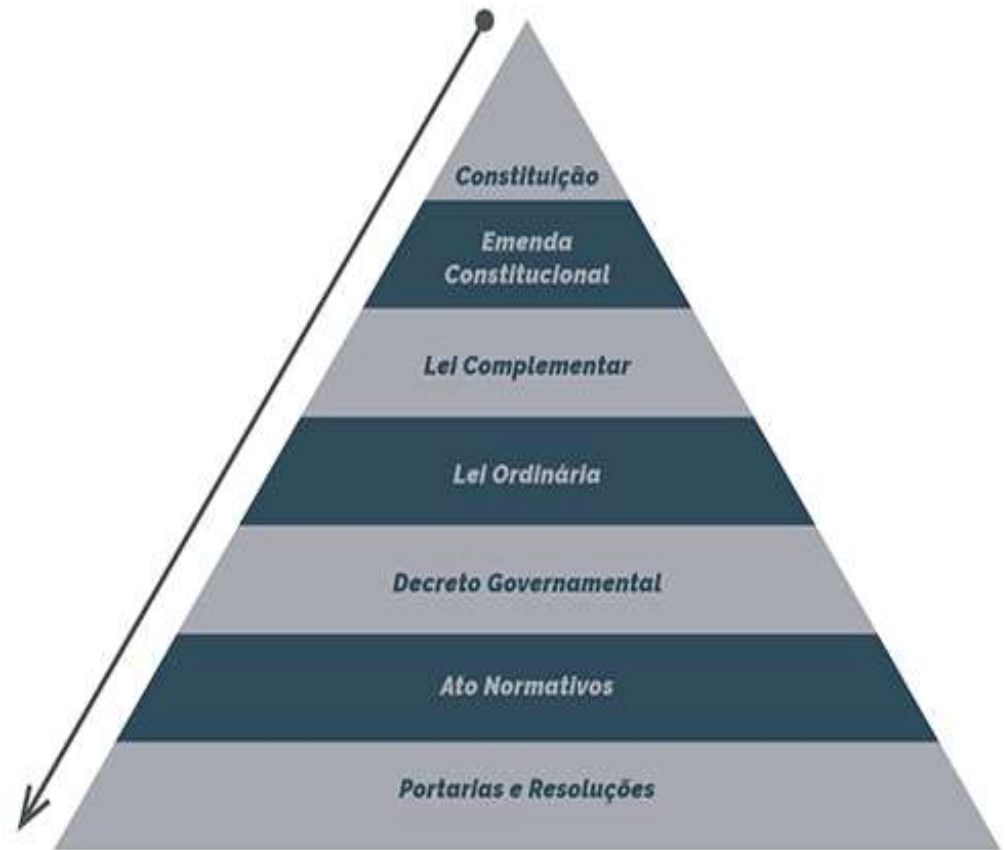 Constituição
Emenda
Constitucional
Lei Complementar
Lei Ordinária
Decreto Governamental
Ato Normativos
Portarias e Resoluções